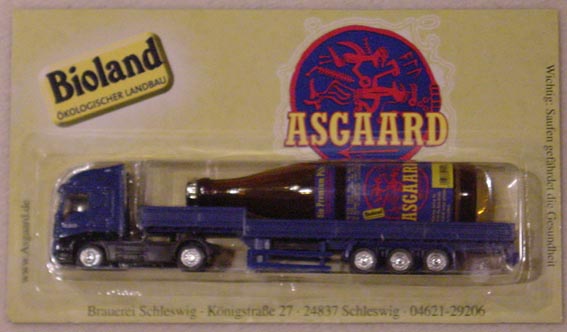 Bioland
ÖKOLOGISCHER LANDBAU
ASGAARD
Wichtig: Saufen gefährdet die Gesundheit
www.Asgaard.de
Bioland
ASGAARD
Brauerei Schleswig · Königstraße 27 · 24837 Schleswig · 04621-29206